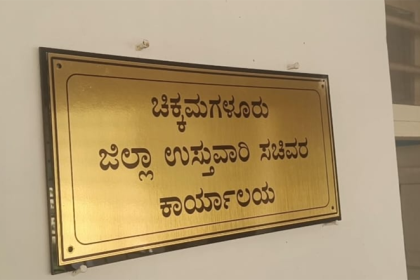 ಚಿಕ್ಕಮಗಳೂರು
ಜಿಲ್ಲಾ ಉಸ್ತುವಾರಿ ಸಚಿವರ
ಕಾರ್ಯಾಲಯ